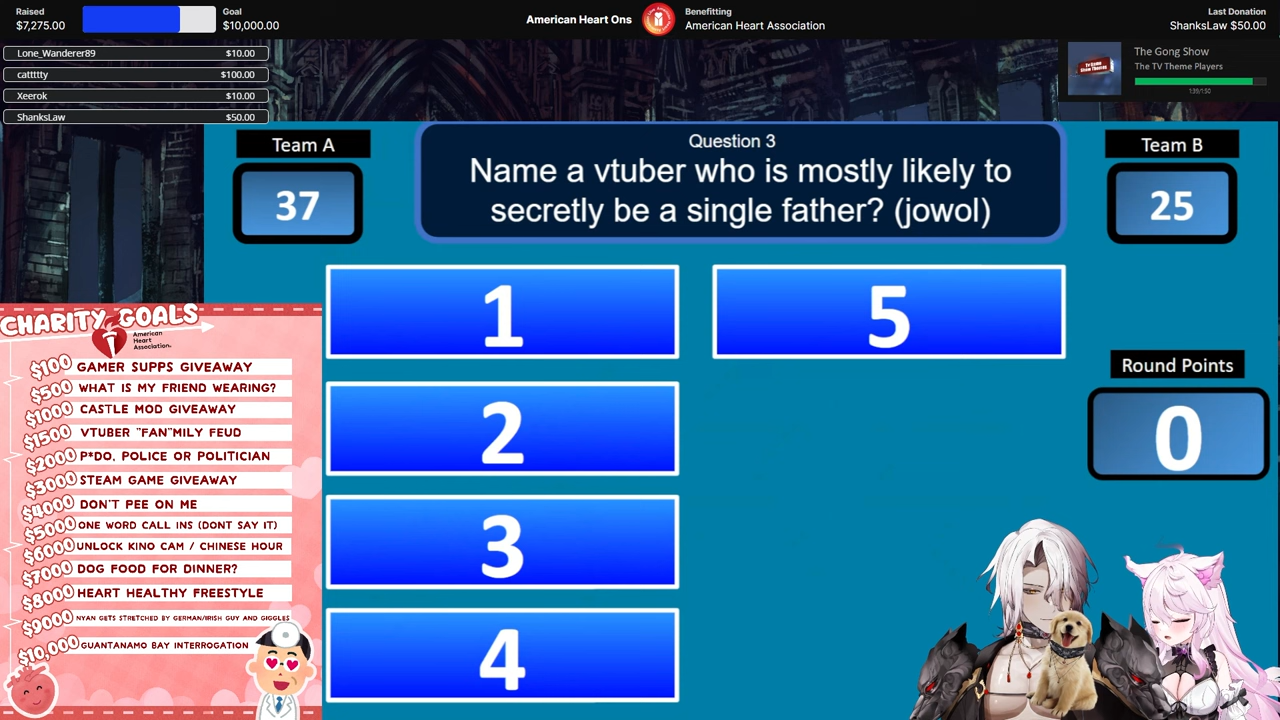 Raised
$7,275.00
Goal
$10,000.00
American Heart Ons
Benefitting
American Heart Association
Last Donation
ShanksLaw $50.00
Lone_Wanderer89 $10.00
cattttty $100.00
Xeerok $10.00
ShanksLaw $50.00
The Gong Show
The TV Theme Players
139/150
Team A
37
Question 3
Name a vtuber who is mostly likely to
secretly be a single father? (jowol)
Team B
25
1
2
3
4
5
Round Points
0
CHARITY GOALS
American
Heart
Association.
$100 GAMER SUPPS GIVEAWAY
$500 WHAT IS MY FRIEND WEARING?
$1000 CASTLE MOD GIVEAWAY
$1500 VTUBER "FAN"MILY FEUD
$2000 P*DO, POLICE OR POLITICIAN
$3000 STEAM GAME GIVEAWAY
$4000 DON'T PEE ON ME
$5000 ONE WORD CALL INS (DONT SAY IT)
$6000 UNLOCK KINO CAM / CHINESE HOUR
$7000 DOG FOOD FOR DINNER?
$8000 HEART HEALTHY FREESTYLE
$9000 NYAN GETS STRETCHED BY GERMAN/IRISH GUY AND GIGGLES
$10,000 GUANTANAMO BAY INTERROGATION